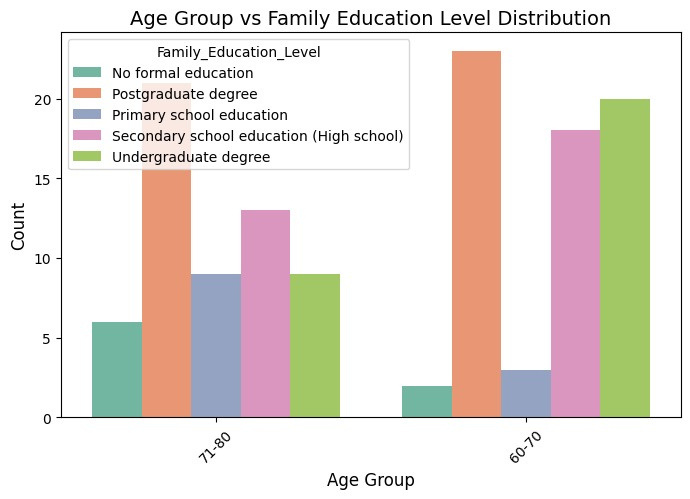 Age Group vs Family Education Level Distribution
Family_Education_Level
No formal education
Postgraduate degree
Primary school education
Secondary school education (High school)
Undergraduate degree
20
15
10
5
0
Count
71-80
60-70
Age Group